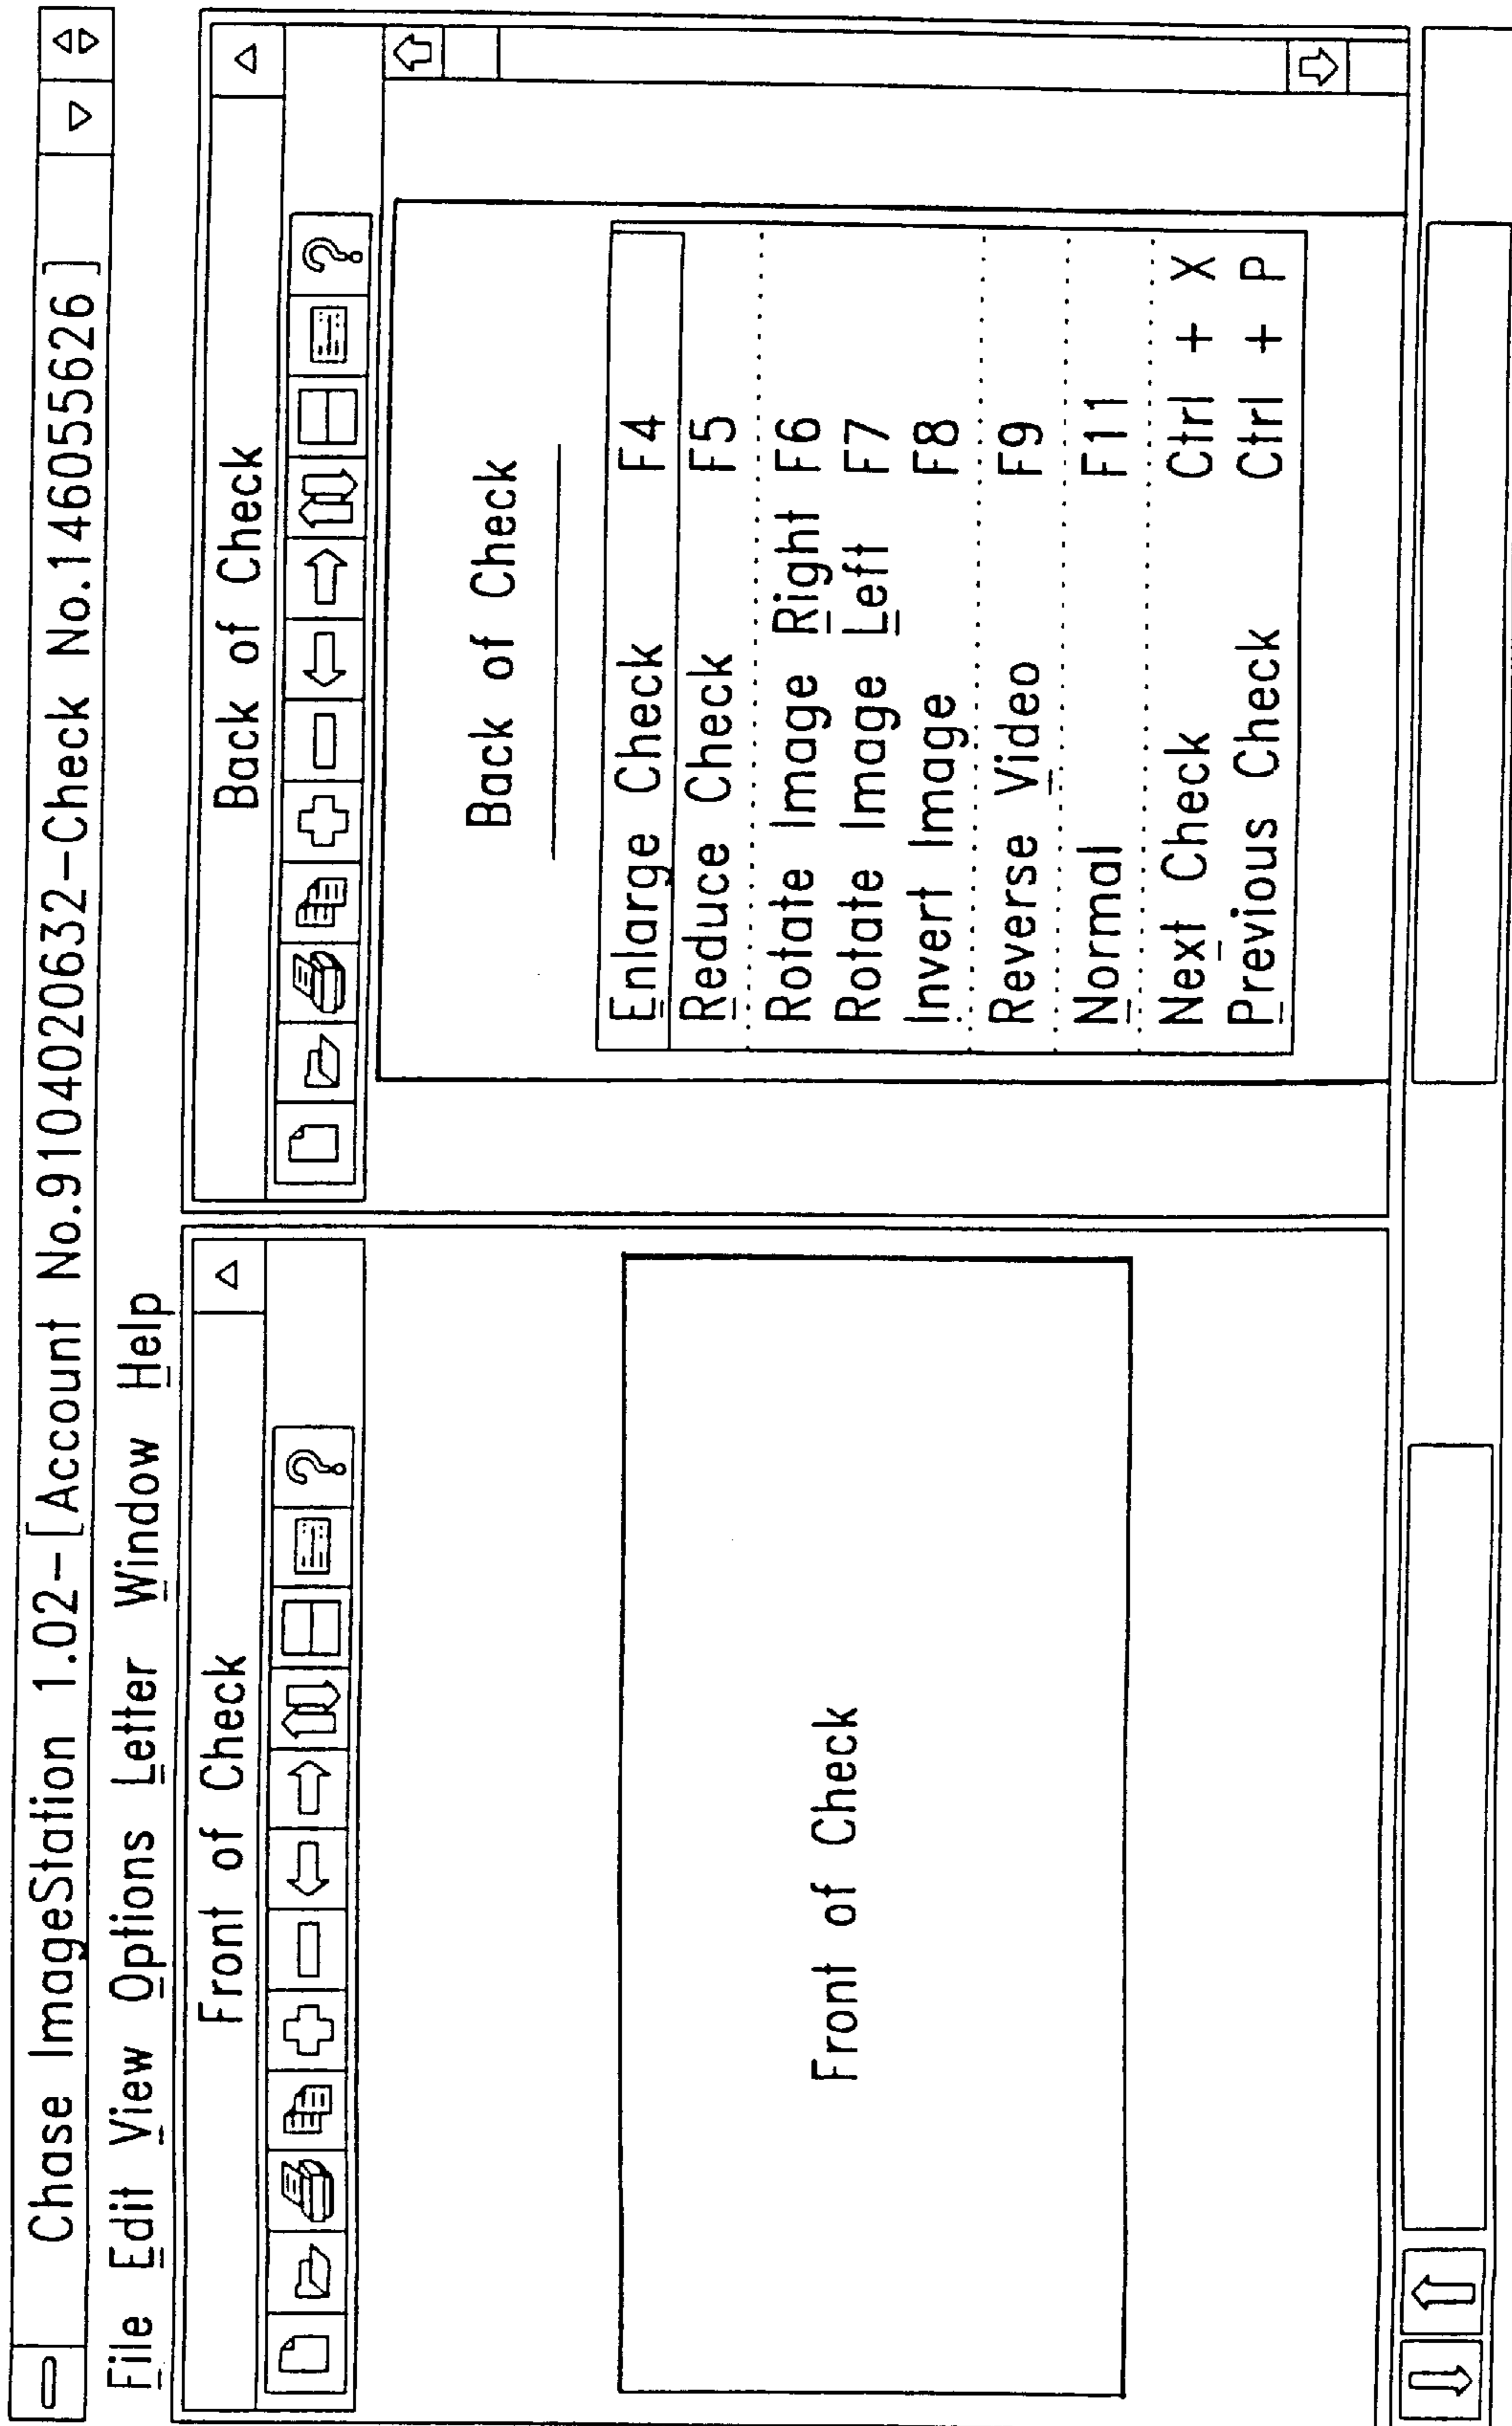 Chase ImageStation 1.02-[Account No.9104020632-Check No.146055626]
File Edit View Options Letter Window Help
Front of Check
?
Front of Check
Back of Check
?
Back of Check
Enlarge Check F4
Reduce Check F5
Rotate Image Right F6
Rotate Image Left F7
Invert Image F8
Reverse Video F9
Normal F11
Next Check Ctrl + X
Previous Check Ctrl + P